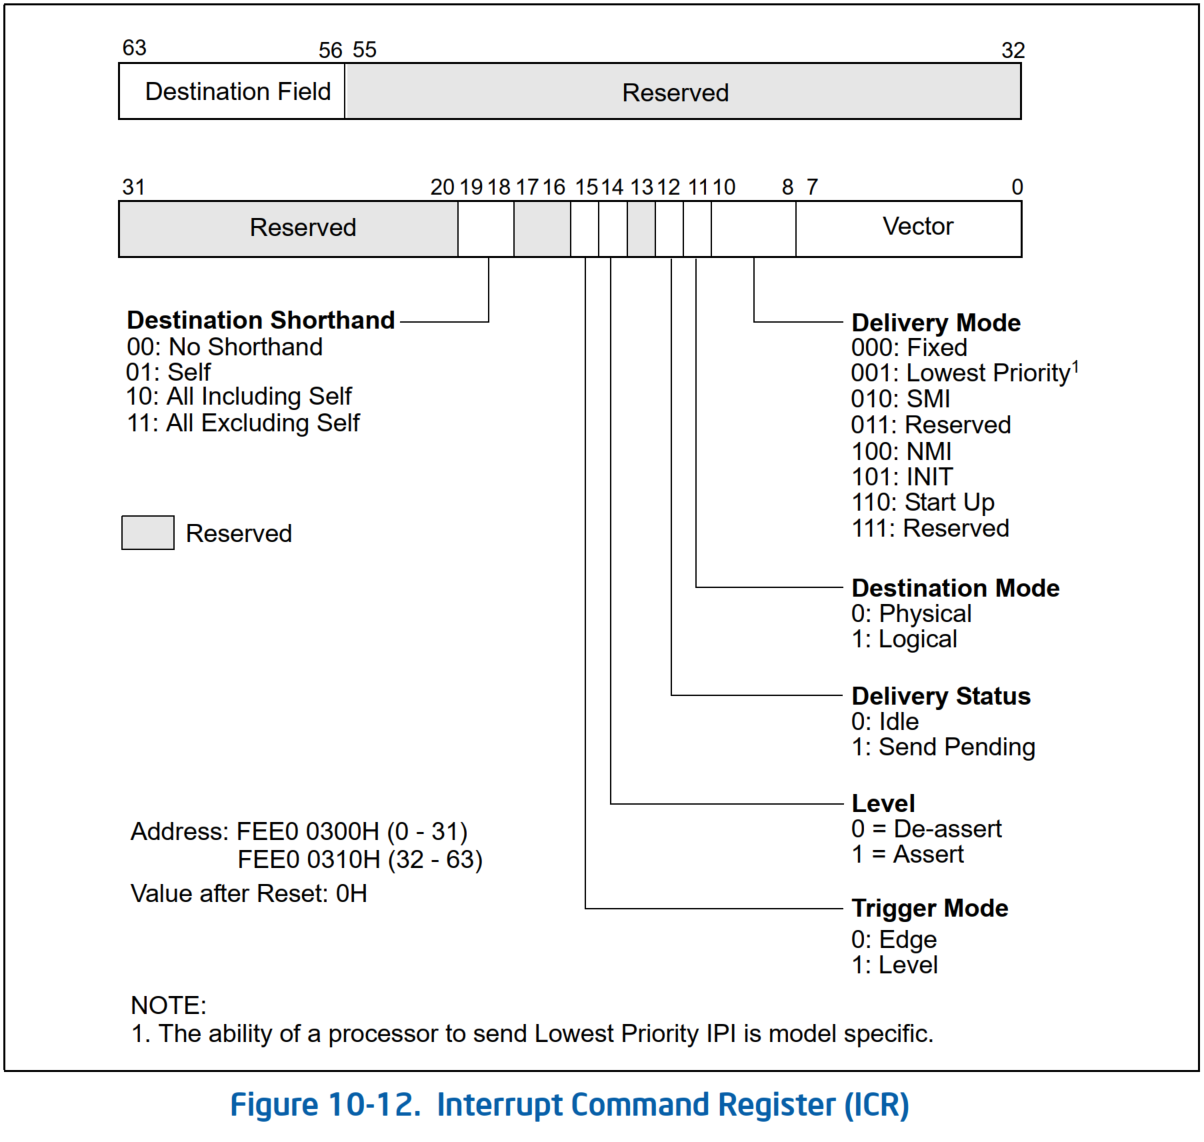 63 56 55 32
Destination Field Reserved
31 20 19 18 17 16 15 14 13 12 11 10 8 7 0
Reserved Vector
Destination Shorthand
00: No Shorthand
01: Self
10: All Including Self
11: All Excluding Self
Reserved
Delivery Mode
000: Fixed
001: Lowest Priority¹
010: SMI
011: Reserved
100: NMI
101: INIT
110: Start Up
111: Reserved
Destination Mode
0: Physical
1: Logical
Delivery Status
0: Idle
1: Send Pending
Level
0 = De-assert
1 = Assert
Trigger Mode
0: Edge
1: Level
Address: FEE0 0300H (0 - 31)
FEE0 0310H (32 - 63)
Value after Reset: 0H
NOTE:
1. The ability of a processor to send Lowest Priority IPI is model specific.
Figure 10-12. Interrupt Command Register (ICR)